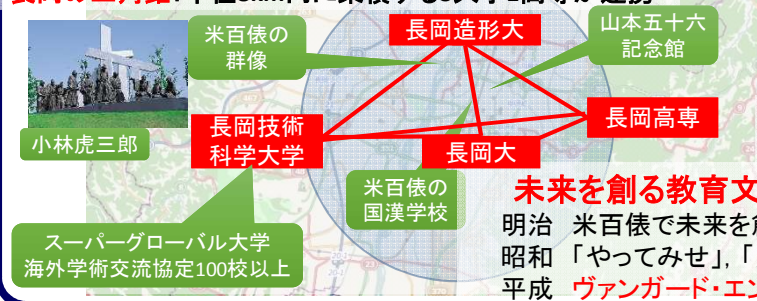 米百俵の
群像
長岡造形大
山本五十六
記念館
小林虎三郎
長岡技術
科学大学
長岡高専
長岡大
米百俵の
国漢学校
スーパーグローバル大学
海外学術交流協定100校以上
未来を創る教育文
明治 米百俵で未来を
昭和 「やってみせ」,「
平成 ヴァンガード・エン